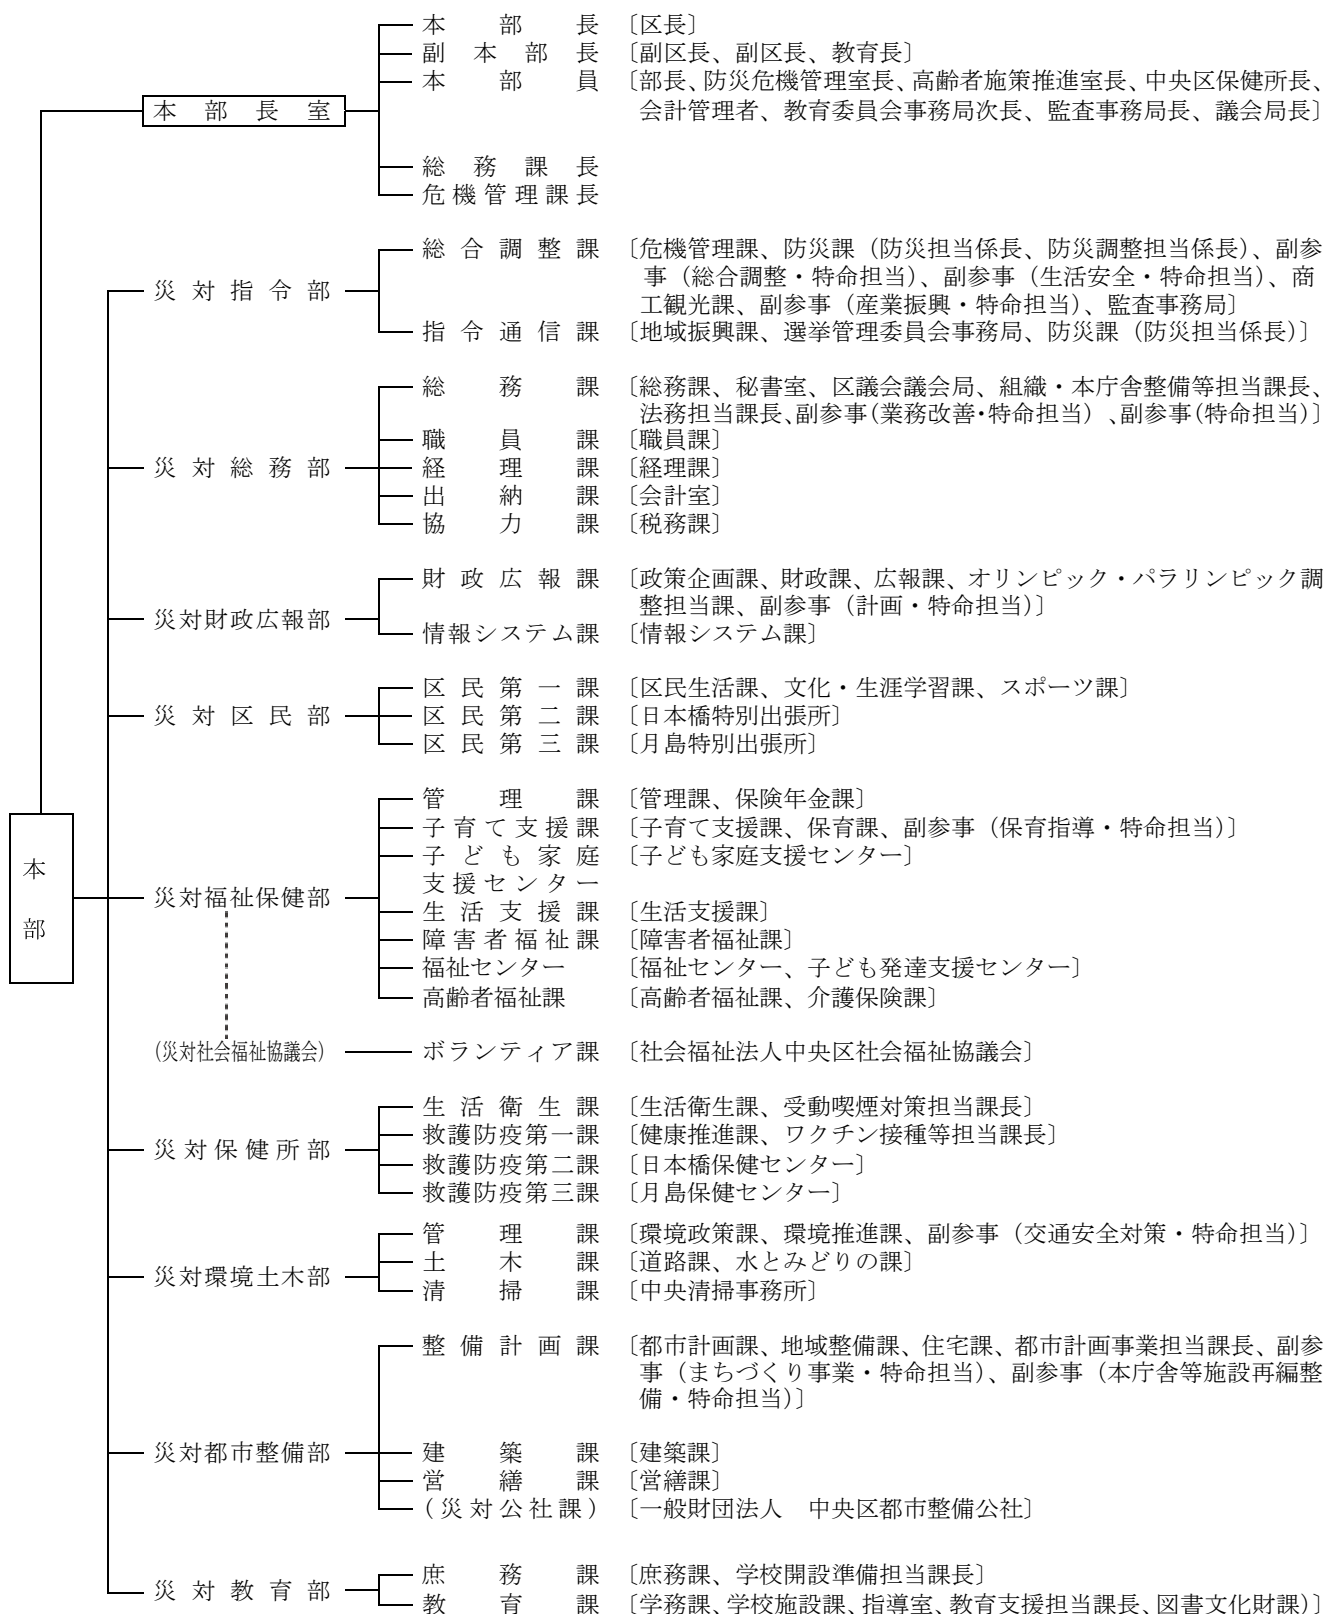 本部長 〔区長〕
副本部長 〔副区長、副区長、教育長〕
本部員 〔部長、防災危機管理室長、高齢者施策推進室長、中央区保健所長、
会計管理者、教育委員会事務局次長、監査事務局長、議会局長〕
本部長室
総務課長
危機管理課長
総合調整課 〔危機管理課、防災課（防災担当係長、防災調整担当係長）、副参
事（総合調整・特命担当）、副参事（生活安全・特命担当）、商
災対指令部
工観光課、副参事（産業振興・特命担当）、監査事務局〕
指令通信課 〔地域振興課、選挙管理委員会事務局、防災課（防災担当係長）〕
総務課 〔総務課、秘書室、区議会議会局、組織・本庁舎整備等担当課長、
法務担当課長、副参事（業務改善・特命担当）、副参事（特命担当）〕
職員課 〔職員課〕
災対総務部 経理課 〔経理課〕
出納課 〔会計室〕
協力課 〔税務課〕
財政広報課 〔政策企画課、財政課、広報課、オリンピック・パラリンピック調
整担当課、副参事（計画・特命担当）〕
災対財政広報部
情報システム課 〔情報システム課〕
区民第一課 〔区民生活課、文化・生涯学習課、スポーツ課〕
災対区民部 区民第二課 〔日本橋特別出張所〕
区民第三課 〔月島特別出張所〕
管理課 〔管理課、保険年金課〕
子育て支援課 〔子育て支援課、保育課、副参事（保育指導・特命担当）〕
子ども家庭 〔子ども家庭支援センター〕
支援センター
本部
災対福祉保健部
生活支援課 〔生活支援課〕
障害者福祉課 〔障害者福祉課〕
福祉センター 〔福祉センター、子ども発達支援センター〕
高齢者福祉課 〔高齢者福祉課、介護保険課〕
（災対社会福祉協議会） ボランティア課 〔社会福祉法人中央区社会福祉協議会〕
生活衛生課 〔生活衛生課、受動喫煙対策担当課長〕
救護防疫第一課 〔健康推進課、ワクチン接種等担当課長〕
災対保健所部
救護防疫第二課 〔日本橋保健センター〕
救護防疫第三課 〔月島保健センター〕
管理課 〔環境政策課、環境推進課、副参事（交通安全対策・特命担当）〕
土木課 〔道路課、水とみどりの課〕
災対環境土木部
清掃課 〔中央清掃事務所〕
整備計画課 〔都市計画課、地域整備課、住宅課、都市計画事業担当課長、副参
事（まちづくり事業・特命担当）、副参事（本庁舎等施設再編整
備・特命担当）〕
災対都市整備部 建築課 〔建築課〕
営繕課 〔営繕課〕
（災対公社課） 〔一般財団法人　中央区都市整備公社〕
庶務課 〔庶務課、学校開設準備担当課長〕
災対教育部
教育課 〔学務課、学校施設課、指導室、教育支援担当課長、図書文化財課）〕